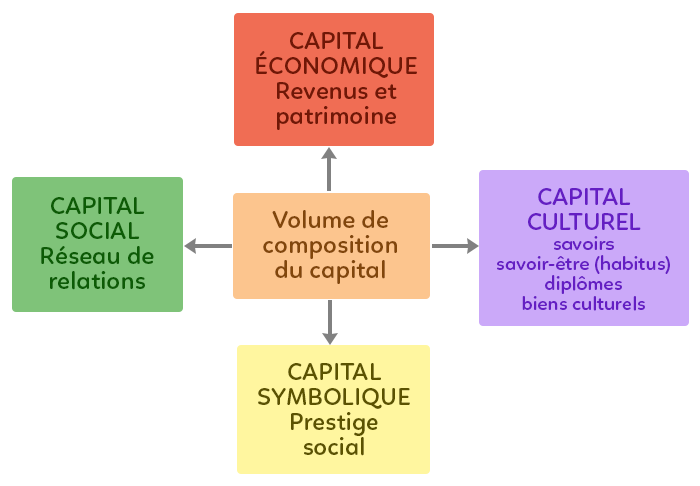 CAPITAL
ÉCONOMIQUE
Revenus et
patrimoine
CAPITAL
SOCIAL
Réseau de
relations
Volume de
composition
du capital
CAPITAL
CULTUREL
savoirs
savoir-être (habitus)
diplômes
biens culturels
CAPITAL
SYMBOLIQUE
Prestige
social